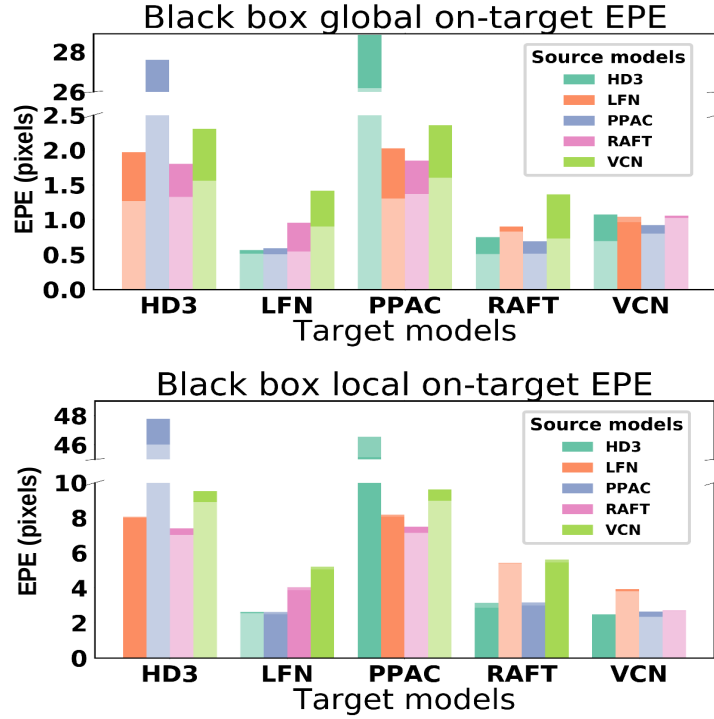 Black box global on-target EPE
EPE (pixels)
28
26
2.5
2.0
1.5
1.0
0.5
0.0
Source models
HD3
LFN
PPAC
RAFT
VCN
HD3 LFN PPAC RAFT VCN
Target models
Black box local on-target EPE
EPE (pixels)
48
46
10
8
6
4
2
0
Source models
HD3
LFN
PPAC
RAFT
VCN
HD3 LFN PPAC RAFT VCN
Target models